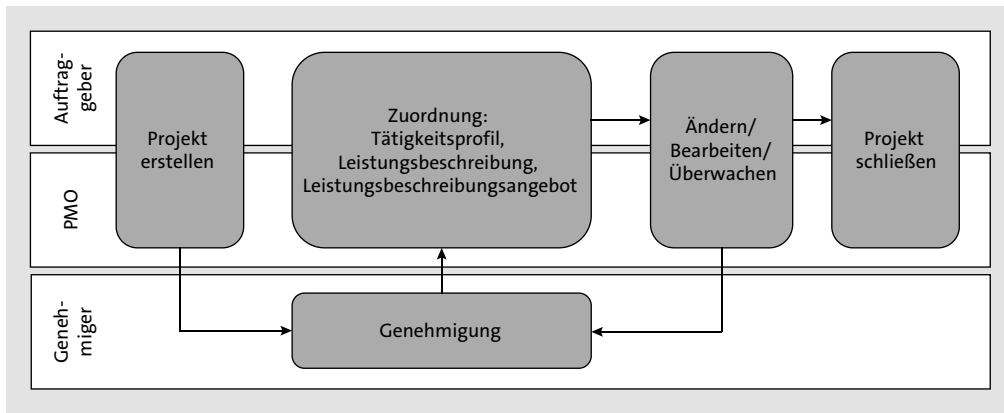 Auftrag-
geber
Projekt
erstellen
Zuordnung:
Tätigkeitsprofil,
Leistungsbeschreibung,
Leistungsbeschreibungsangebot
Ändern/
Bearbeiten/
Überwachen
Projekt
schließen
PMO
Geneh-
miger
Genehmigung